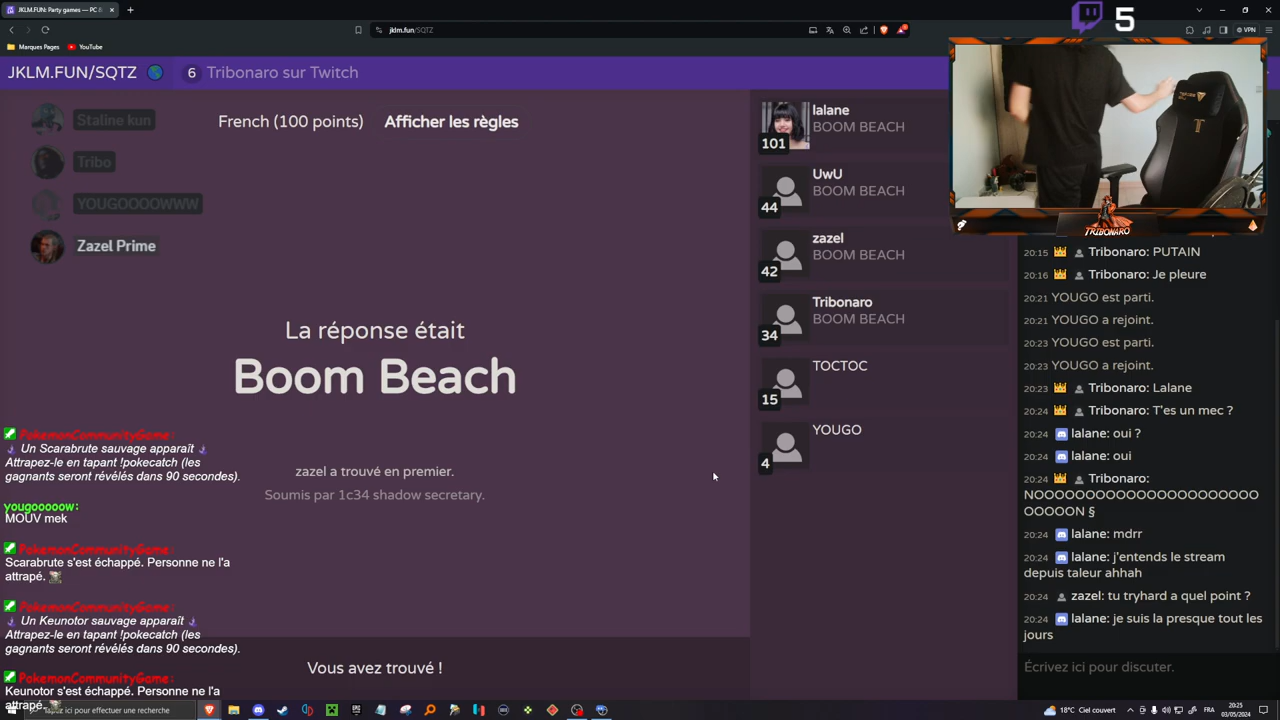 JKLM.FUN: Party games — PC
5
jklm.fun/SQTZ
VPN
Marques Pages
YouTube
JKLM.FUN/SQTZ
6
Tribonaro sur Twitch
Staline kun
Tribo
YOUGOOOOWWW
Zazel Prime
French (100 points)
Afficher les règles
La réponse était
Boom Beach
zazel a trouvé en premier.
Soumis par 1c34 shadow secretary.
Vous avez trouvé !
PokemonCommunityGame:
Un Scarabrute sauvage apparaît
Attrapez-le en tapant !pokecatch (les
gagnants seront révélés dans 90 secondes).
yougooooow:
MOUV mek
PokemonCommunityGame:
Scarabrute s'est échappé. Personne ne l'a
attrapé.
PokemonCommunityGame:
Un Keunotor sauvage apparaît
Attrapez-le en tapant !pokecatch (les
gagnants seront révélés dans 90 secondes).
PokemonCommunityGame:
Keunotor s'est échappé. Personne ne l'a
attrapé.
lalane
BOOM BEACH
101
UwU
BOOM BEACH
44
zazel
BOOM BEACH
42
Tribonaro
BOOM BEACH
34
TOCTOC
15
YOUGO
4
TRIBONARO
20:15 Tribonaro: PUTAIN
20:16 Tribonaro: Je pleure
20:21 YOUGO est parti.
20:21 YOUGO a rejoint.
20:23 YOUGO est parti.
20:23 YOUGO a rejoint.
20:23 Tribonaro: Lalane
20:24 Tribonaro: T'es un mec ?
20:24 lalane: oui ?
20:24 lalane: oui
20:24 Tribonaro:
NOOOOOOOOOOOOOOOOOOOOOO
OOOOON §
20:24 lalane: mdrr
20:24 lalane: j'entends le stream
depuis taleur ahhah
20:24 zazel: tu tryhard a quel point ?
20:24 lalane: je suis la presque tout les
jours
Écrivez ici pour discuter.
Tapez ici pour effectuer une recherche
18°C Ciel couvert
FRA
20:25
03/05/2024